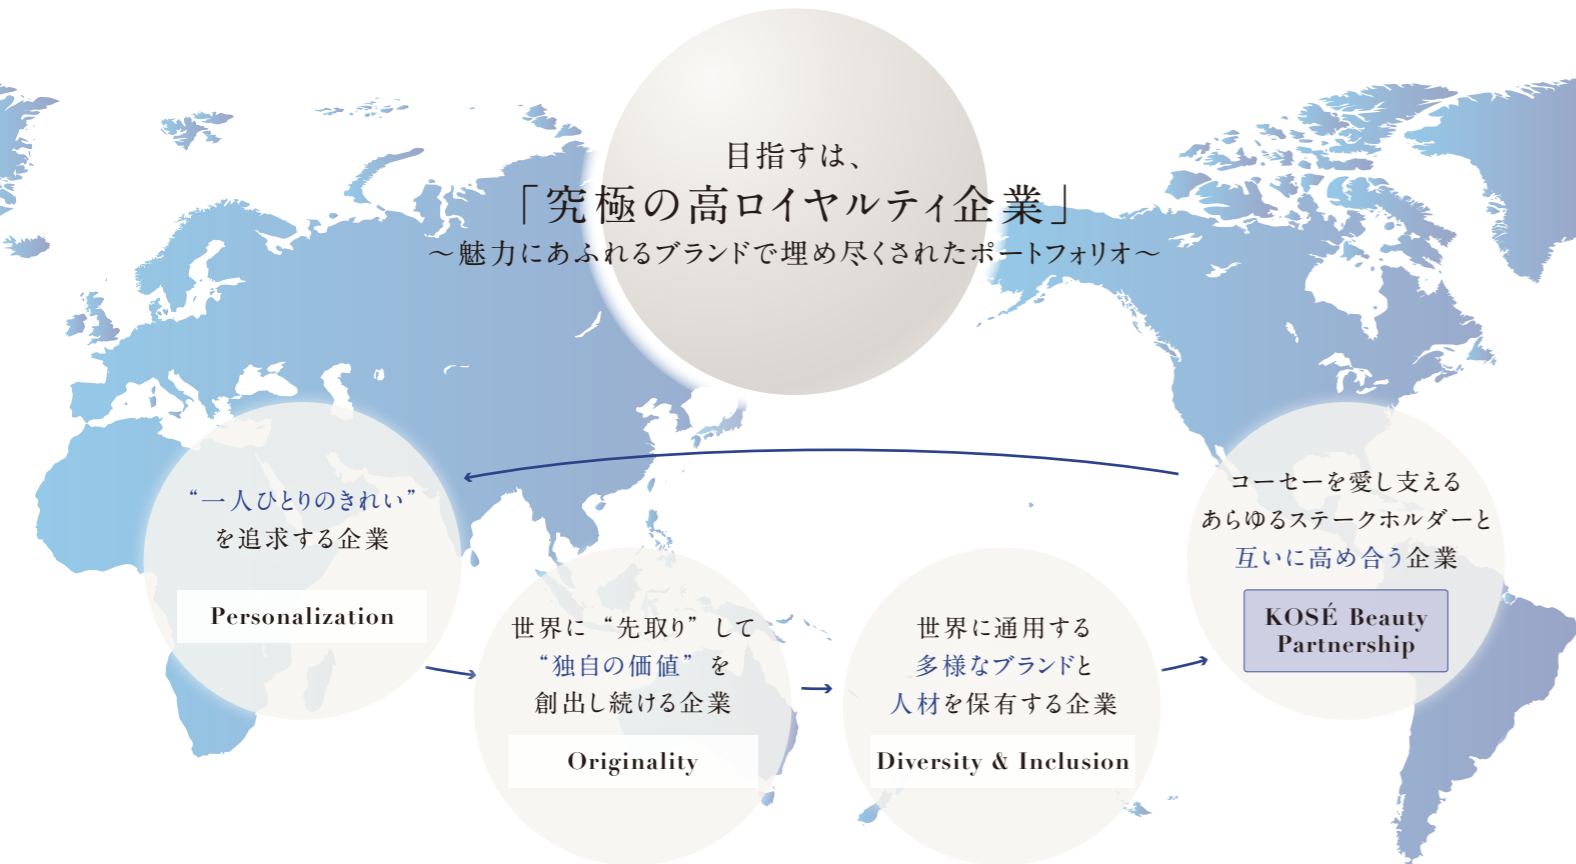 目指すは、
「究極の高ロイヤルティ企業」
～魅力にあふれるブランドで埋め尽くされたポートフォリオ～
“一人ひとりのきれい”
を追求する企業
Personalization
世界に“先取り”して
“独自の価値”を
創出し続ける企業
Originality
世界に通用する
多様なブランドと
人材を保有する企業
Diversity & Inclusion
コーセーを愛し支える
あらゆるステークホルダーと
互いに高め合う企業
KOSÉ Beauty
Partnership